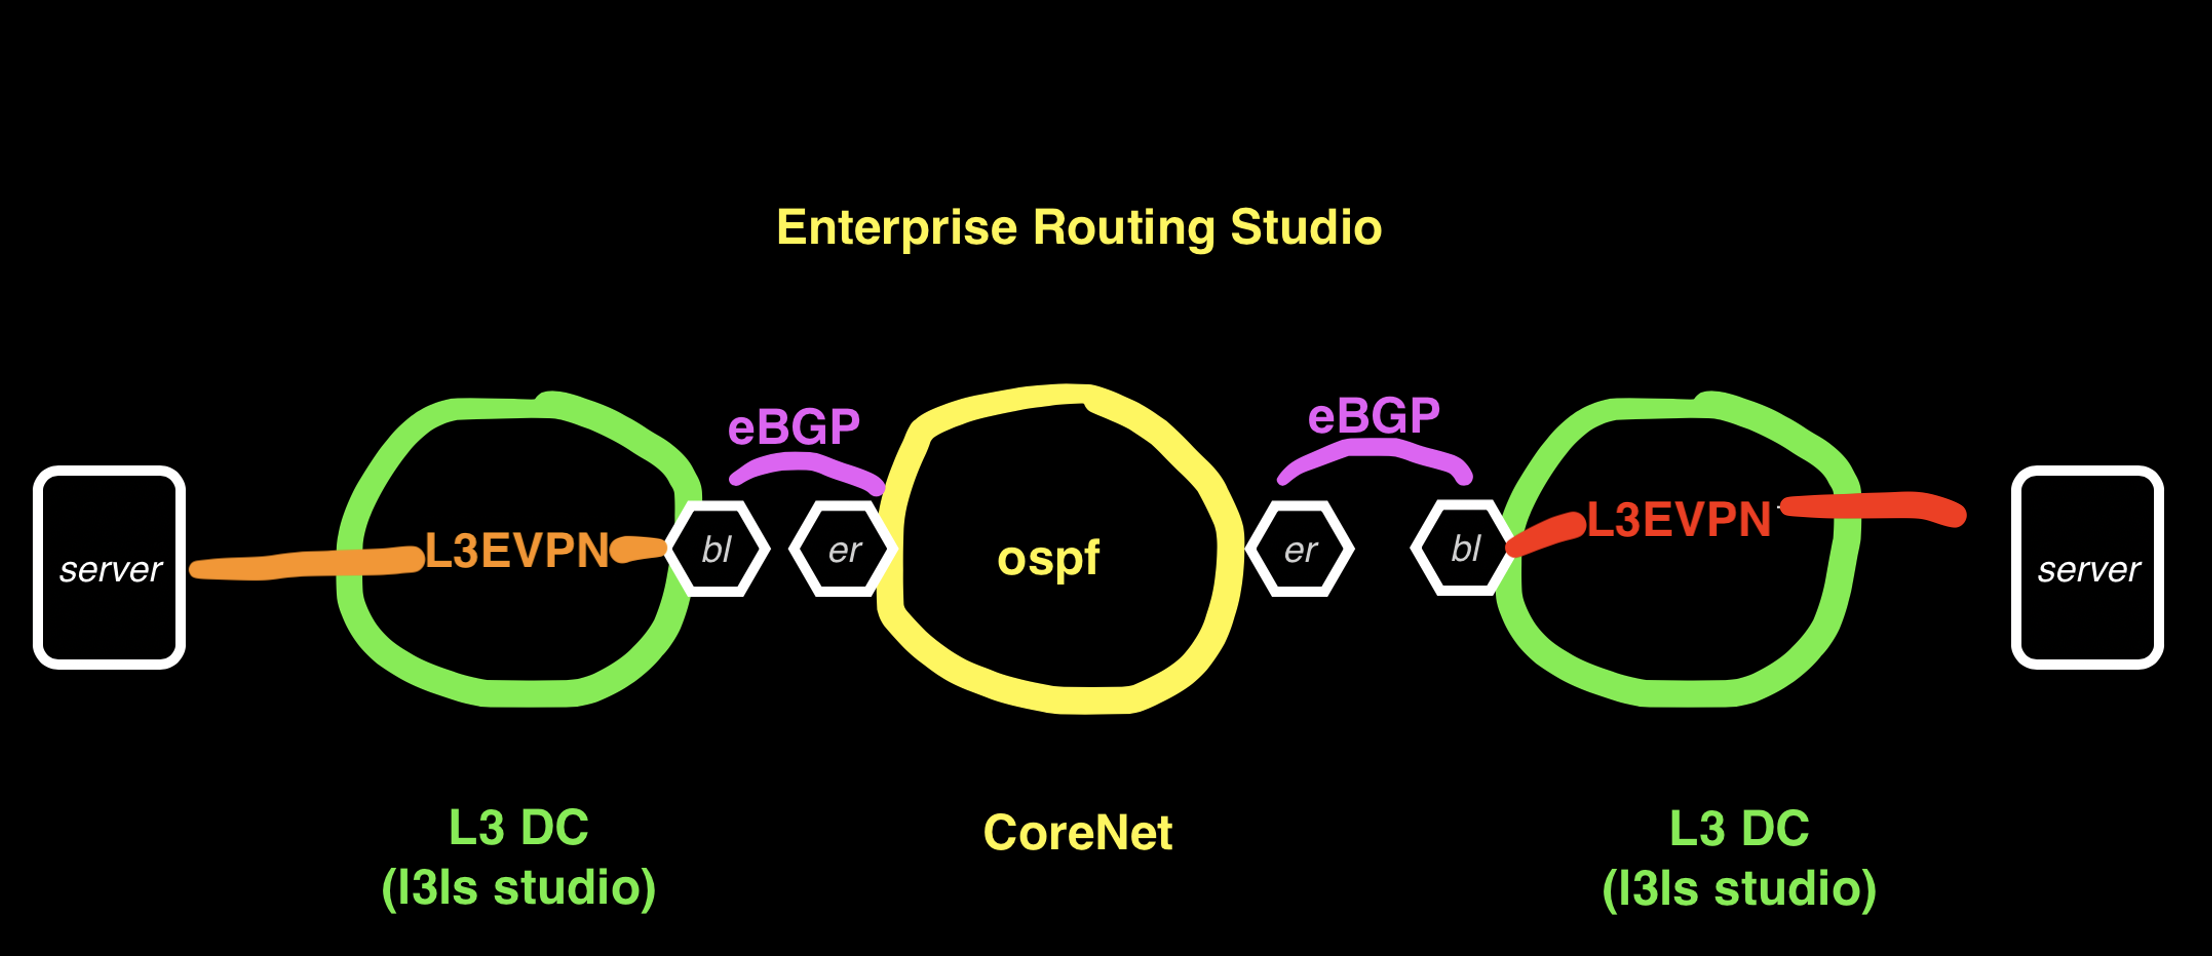 Enterprise Routing Studio
eBGP
eBGP
server
L3EVPN
bl
er
ospf
er
bl
L3EVPN
server
L3 DC
(l3ls studio)
CoreNet
L3 DC
(l3ls studio)